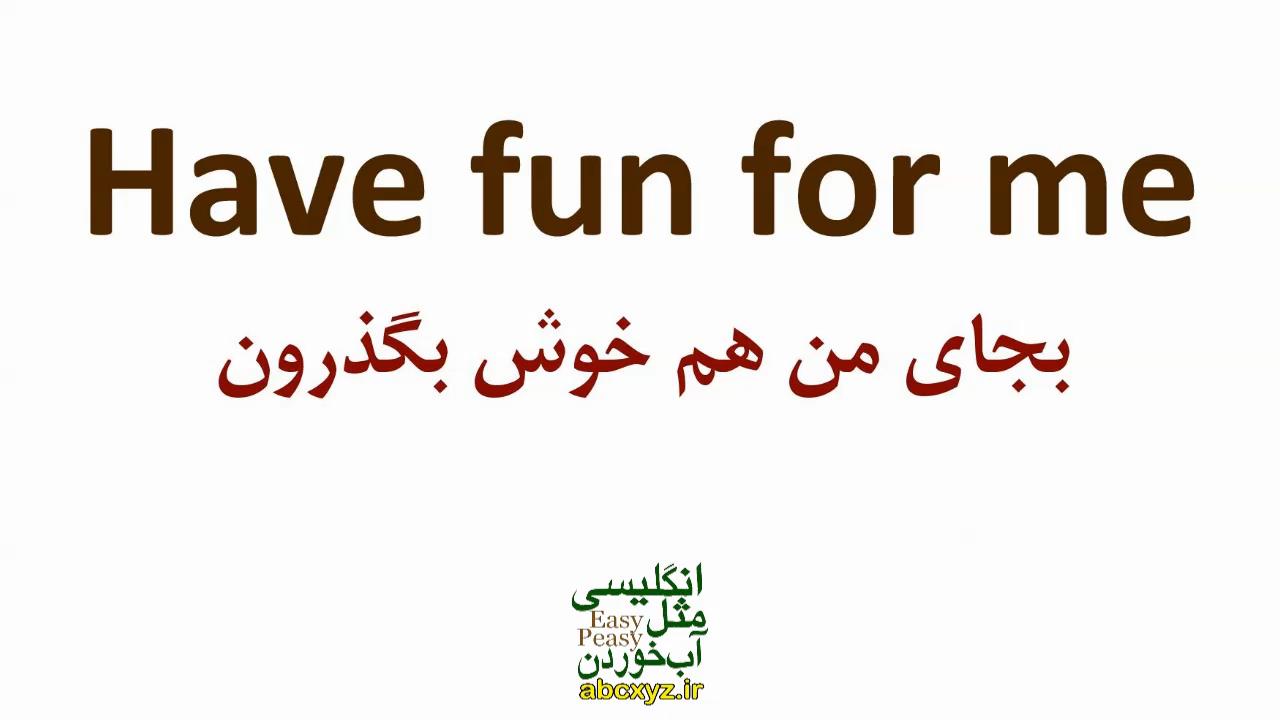 Have fun for me
بجای من هم خوش بگذرون
انگلیسی
مثل Easy
Peasy
آب‌خوردن
abcxyz.ir